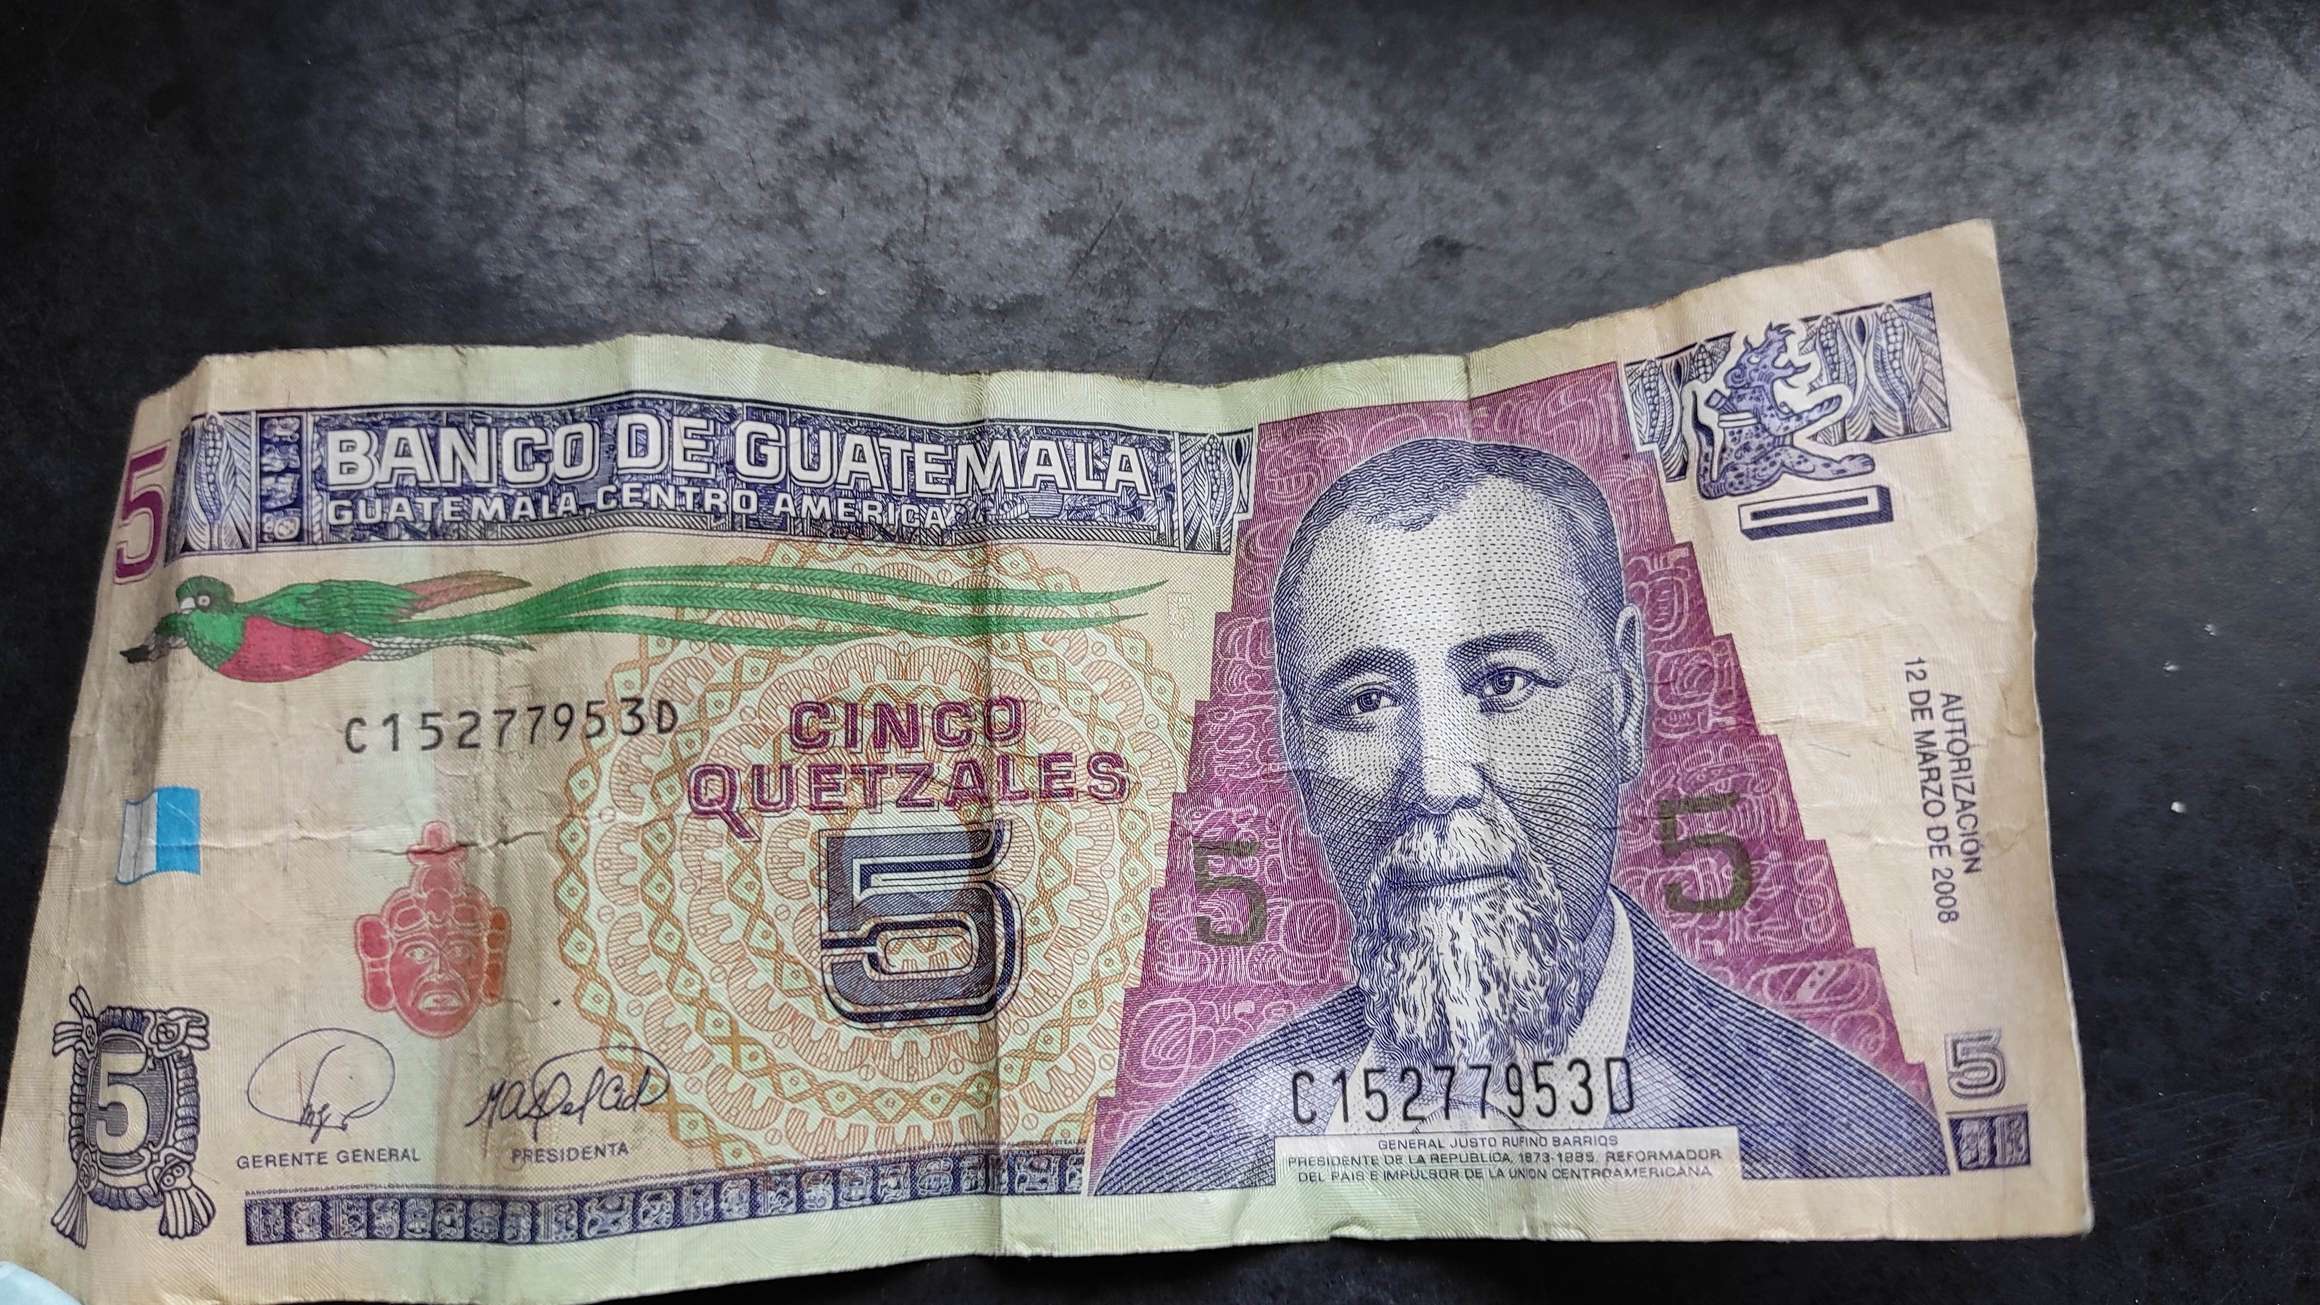 5
BANCO DE GUATEMALA
GUATEMALA, CENTRO AMERICA
C15277953D
CINCO
QUETZALES
5
5
5
5
AUTORIZACIÓN
12 DE MARZO DE 2008
5
5
GERENTE GENERAL
PRESIDENTA
C15277953D
GENERAL JUSTO RUFINO BARRIOS
PRESIDENTE DE LA REPUBLICA, 1873-1885, REFORMADOR
DEL PAIS E IMPULSOR DE LA UNION CENTROAMERICANA